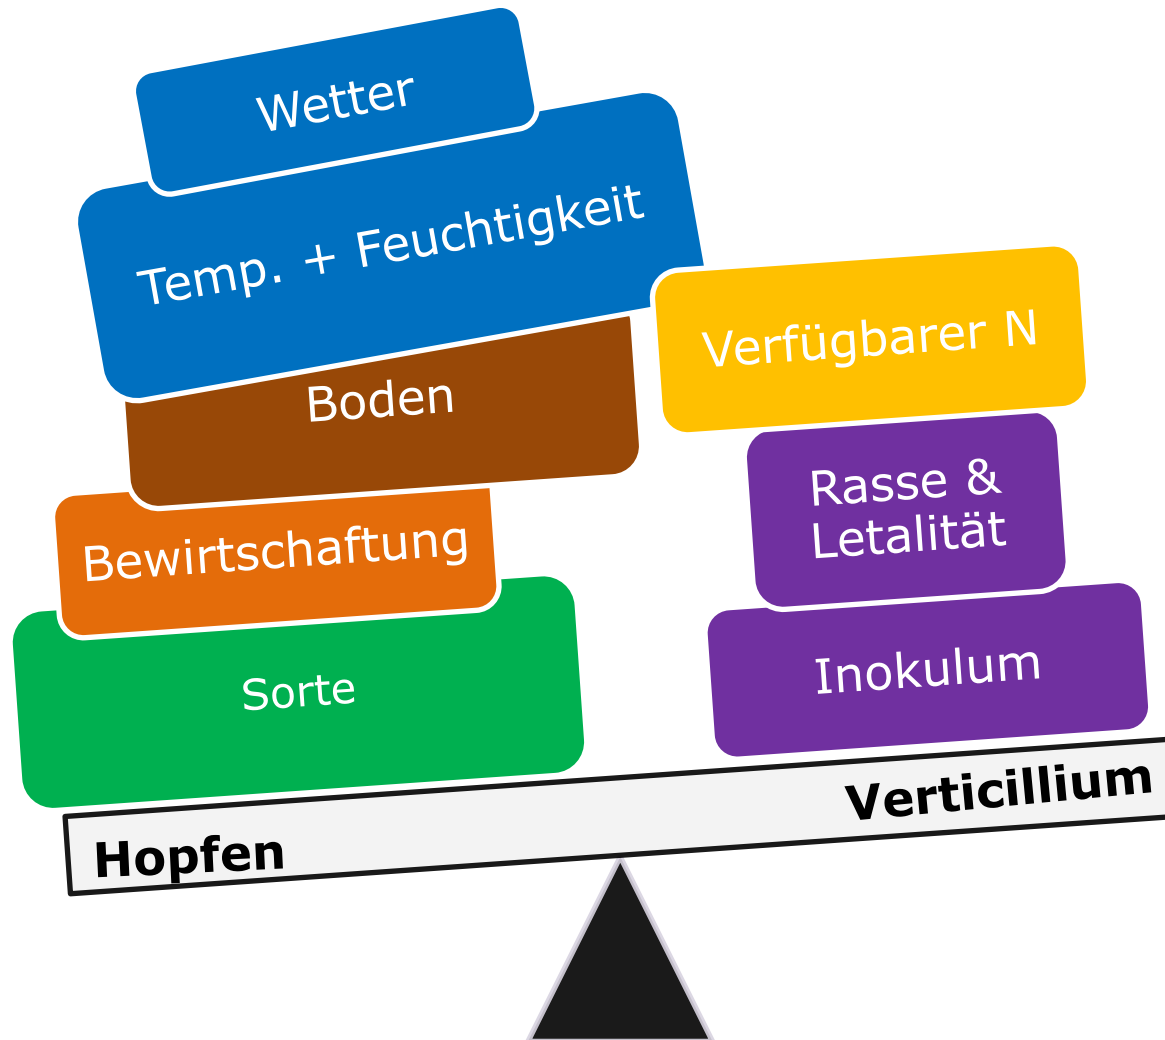 Wetter
Temp. + Feuchtigkeit
Boden
Bewirtschaftung
Sorte
Verfügbarer N
Rasse &
Letalität
Inokulum
Hopfen
Verticillium